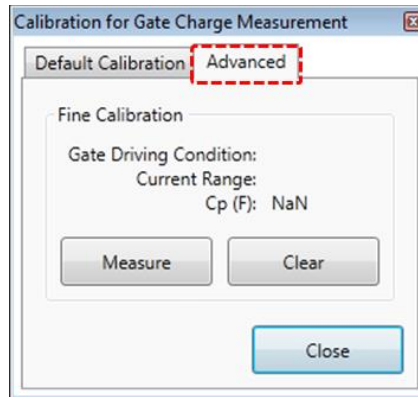 Calibration for Gate Charge Measurement
Default Calibration Advanced
Fine Calibration
Gate Driving Condition:
Current Range:
Cp (F): NaN
Measure Clear
Close